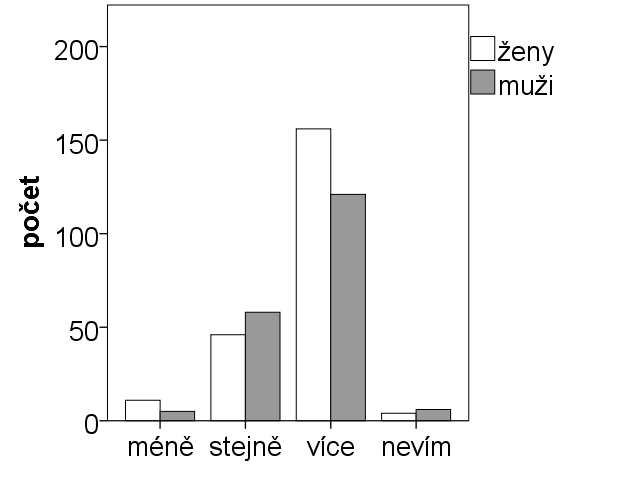 200
150
100
50
0
počet
méně stejně více nevím
ženy
muži